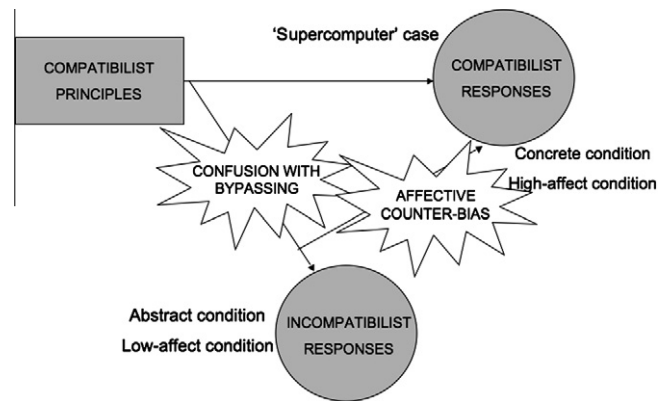 'Supercomputer' case
COMPATIBILIST
PRINCIPLES
COMPATIBILIST
RESPONSES
CONFUSION WITH
BYPASSING
AFFECTIVE
COUNTER-BIAS
Concrete condition
High-affect condition
Abstract condition
Low-affect condition
INCOMPATIBILIST
RESPONSES